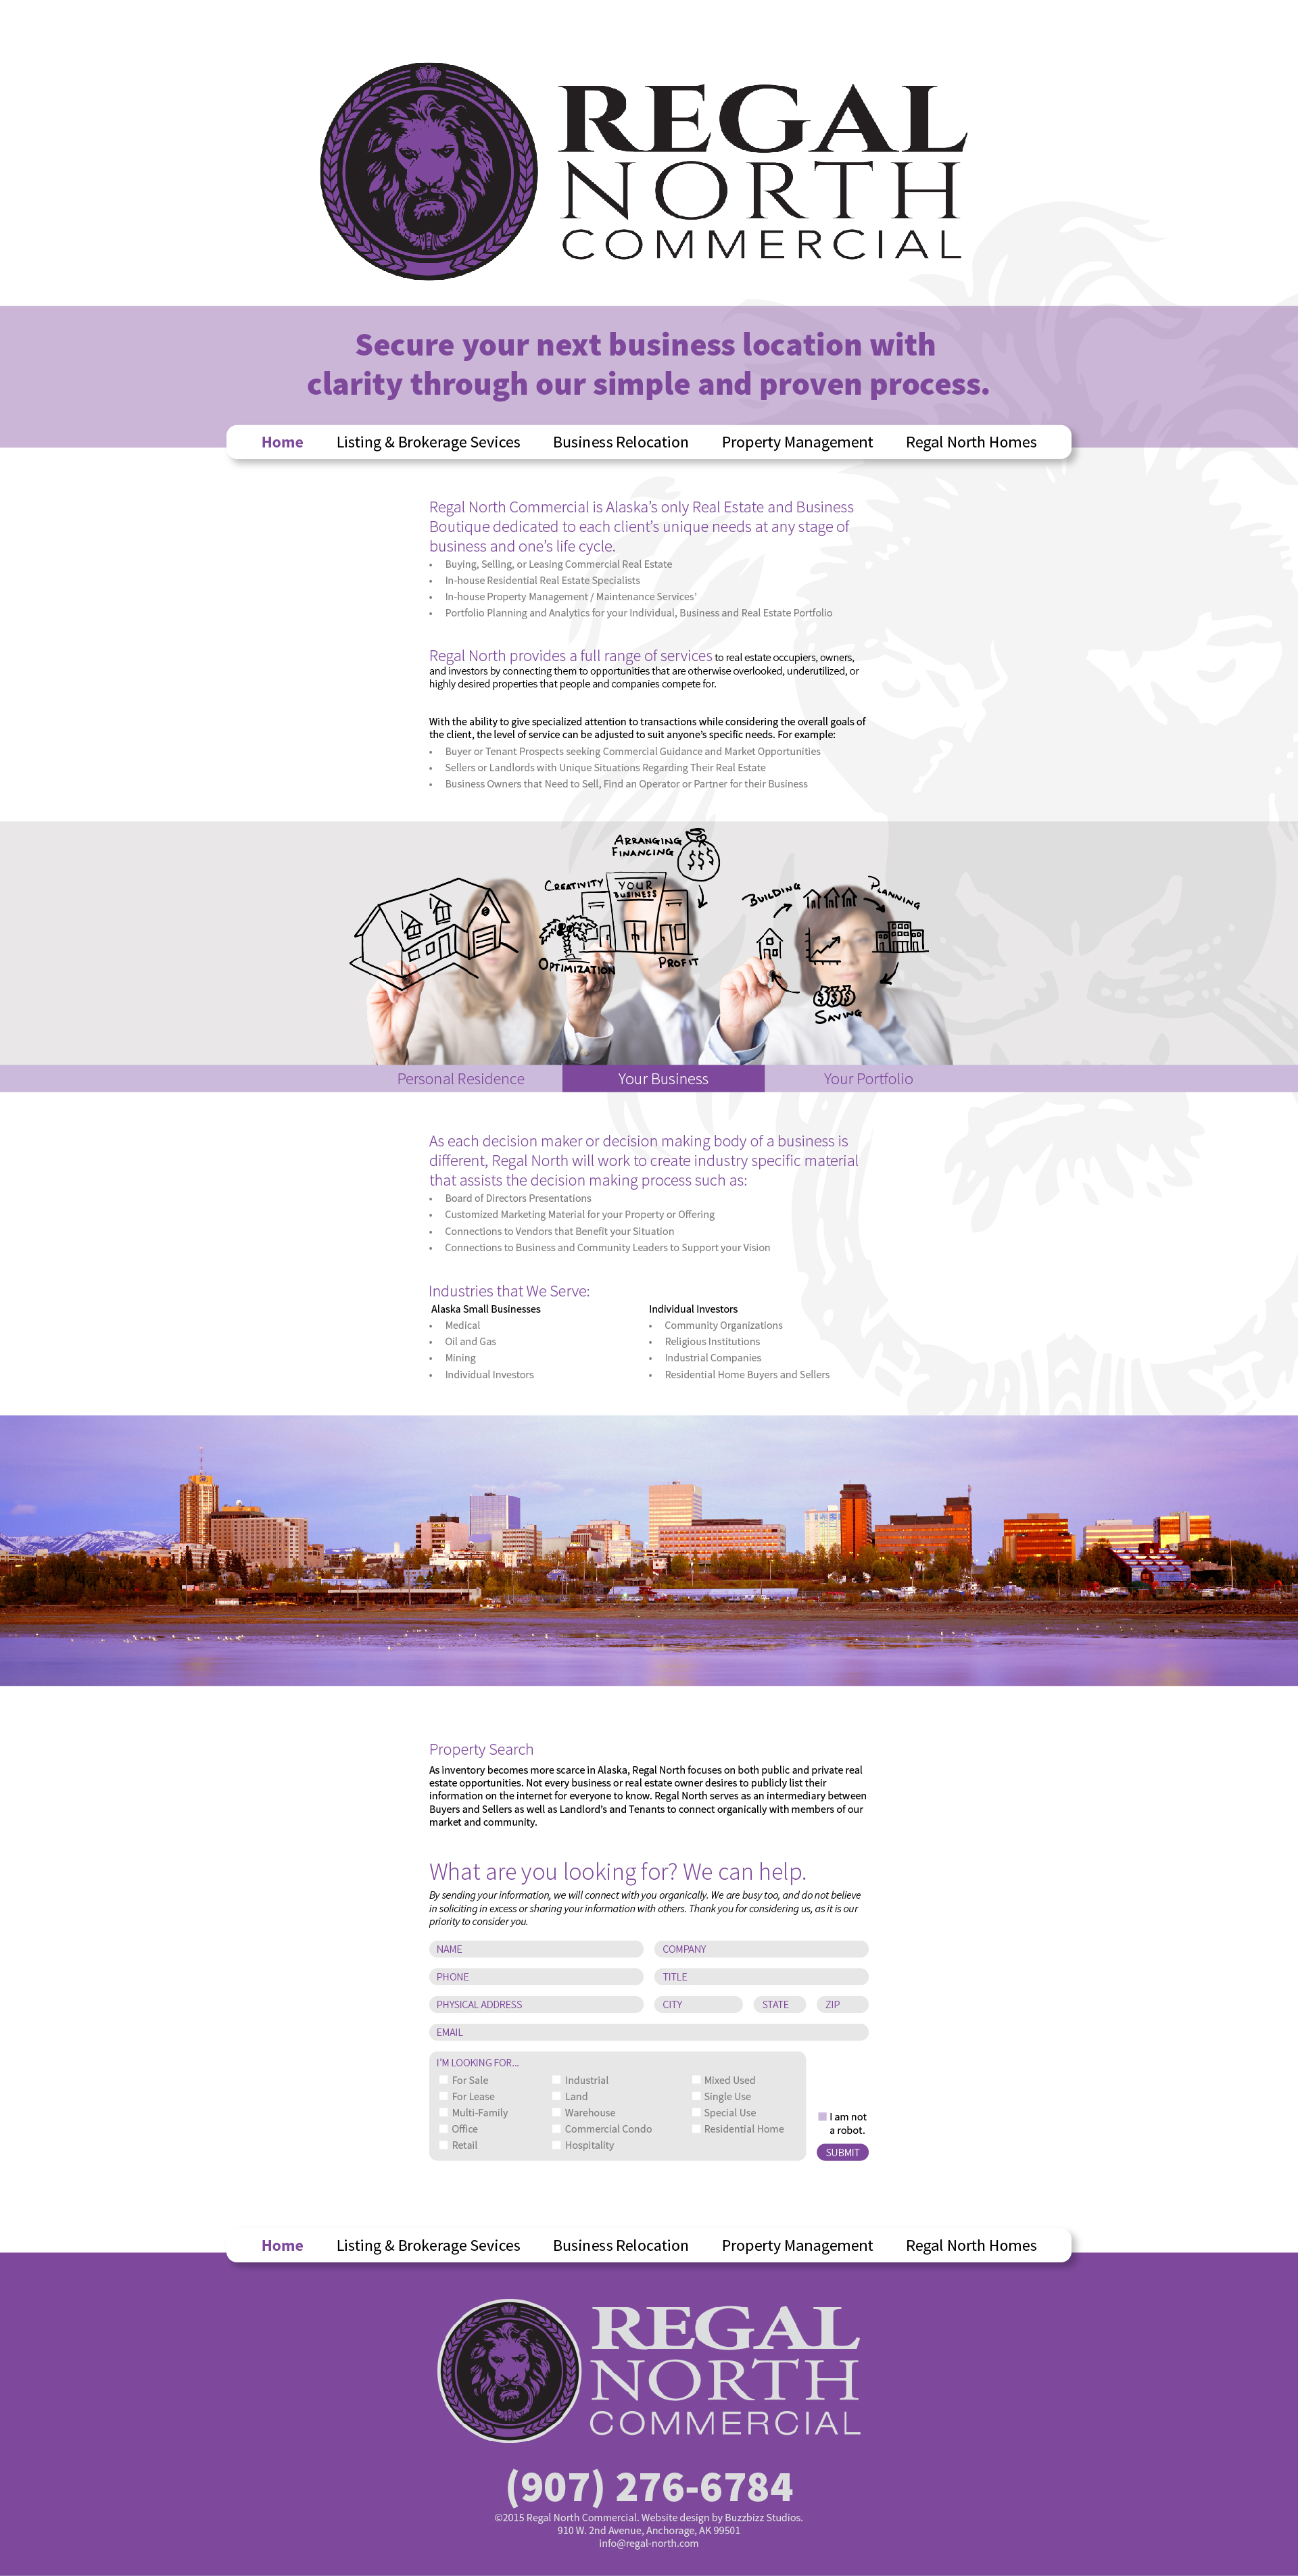 REGAL
NORTH
COMMERCIAL
Secure your next business location with
clarity through our simple and proven process.
Home Listing & Brokerage Sevices Business Relocation Property Management Regal North Homes
Regal North Commercial is Alaska's only Real Estate and Business
Boutique dedicated to each client's unique needs at any stage of
business and one's life cycle.
• Buying, Selling, or Leasing Commercial Real Estate
• In-house Residential Real Estate Specialists
• In-house Property Management / Maintenance Services'
• Portfolio Planning and Analytics for your Individual, Business and Real Estate Portfolio
Regal North provides a full range of services to real estate occupiers, owners,
and investors by connecting them to opportunities that are otherwise overlooked, underutilized, or
highly desired properties that people and companies compete for.
With the ability to give specialized attention to transactions while considering the overall goals of
the client, the level of service can be adjusted to suit anyone's specific needs. For example:
• Buyer or Tenant Prospects seeking Commercial Guidance and Market Opportunities
• Sellers or Landlords with Unique Situations Regarding Their Real Estate
• Business Owners that Need to Sell, Find an Operator or Partner for their Business
ARRANGING
FINANCING
$$$
CREATIVITY
YOUR
BUSINESS
OPTIMIZATION
PROFIT
BUILDING
PLANNING
$$$
SAVING
Personal Residence Your Business Your Portfolio
As each decision maker or decision making body of a business is
different, Regal North will work to create industry specific material
that assists the decision making process such as:
• Board of Directors Presentations
• Customized Marketing Material for your Property or Offering
• Connections to Vendors that Benefit your Situation
• Connections to Business and Community Leaders to Support your Vision
Industries that We Serve:
Alaska Small Businesses
• Medical
• Oil and Gas
• Mining
• Individual Investors
Individual Investors
• Community Organizations
• Religious Institutions
• Industrial Companies
• Residential Home Buyers and Sellers
Property Search
As inventory becomes more scarce in Alaska, Regal North focuses on both public and private real
estate opportunities. Not every business or real estate owner desires to publicly list their
information on the internet for everyone to know. Regal North serves as an intermediary between
Buyers and Sellers as well as Landlord's and Tenants to connect organically with members of our
market and community.
What are you looking for? We can help.
By sending your information, we will connect with you organically. We are busy too, and do not believe
in soliciting in excess or sharing your information with others. Thank you for considering us, as it is our
priority to consider you.
NAME COMPANY
PHONE TITLE
PHYSICAL ADDRESS CITY STATE ZIP
EMAIL
I'M LOOKING FOR...
For Sale Industrial Mixed Used
For Lease Land Single Use
Multi-Family Warehouse Special Use
Office Commercial Condo Residential Home
Retail Hospitality
I am not
a robot.
SUBMIT
Home Listing & Brokerage Sevices Business Relocation Property Management Regal North Homes
REGAL
NORTH
COMMERCIAL
(907) 276-6784
©2015 Regal North Commercial. Website design by Buzzbizz Studios.
910 W. 2nd Avenue, Anchorage, AK 99501
info@regal-north.com